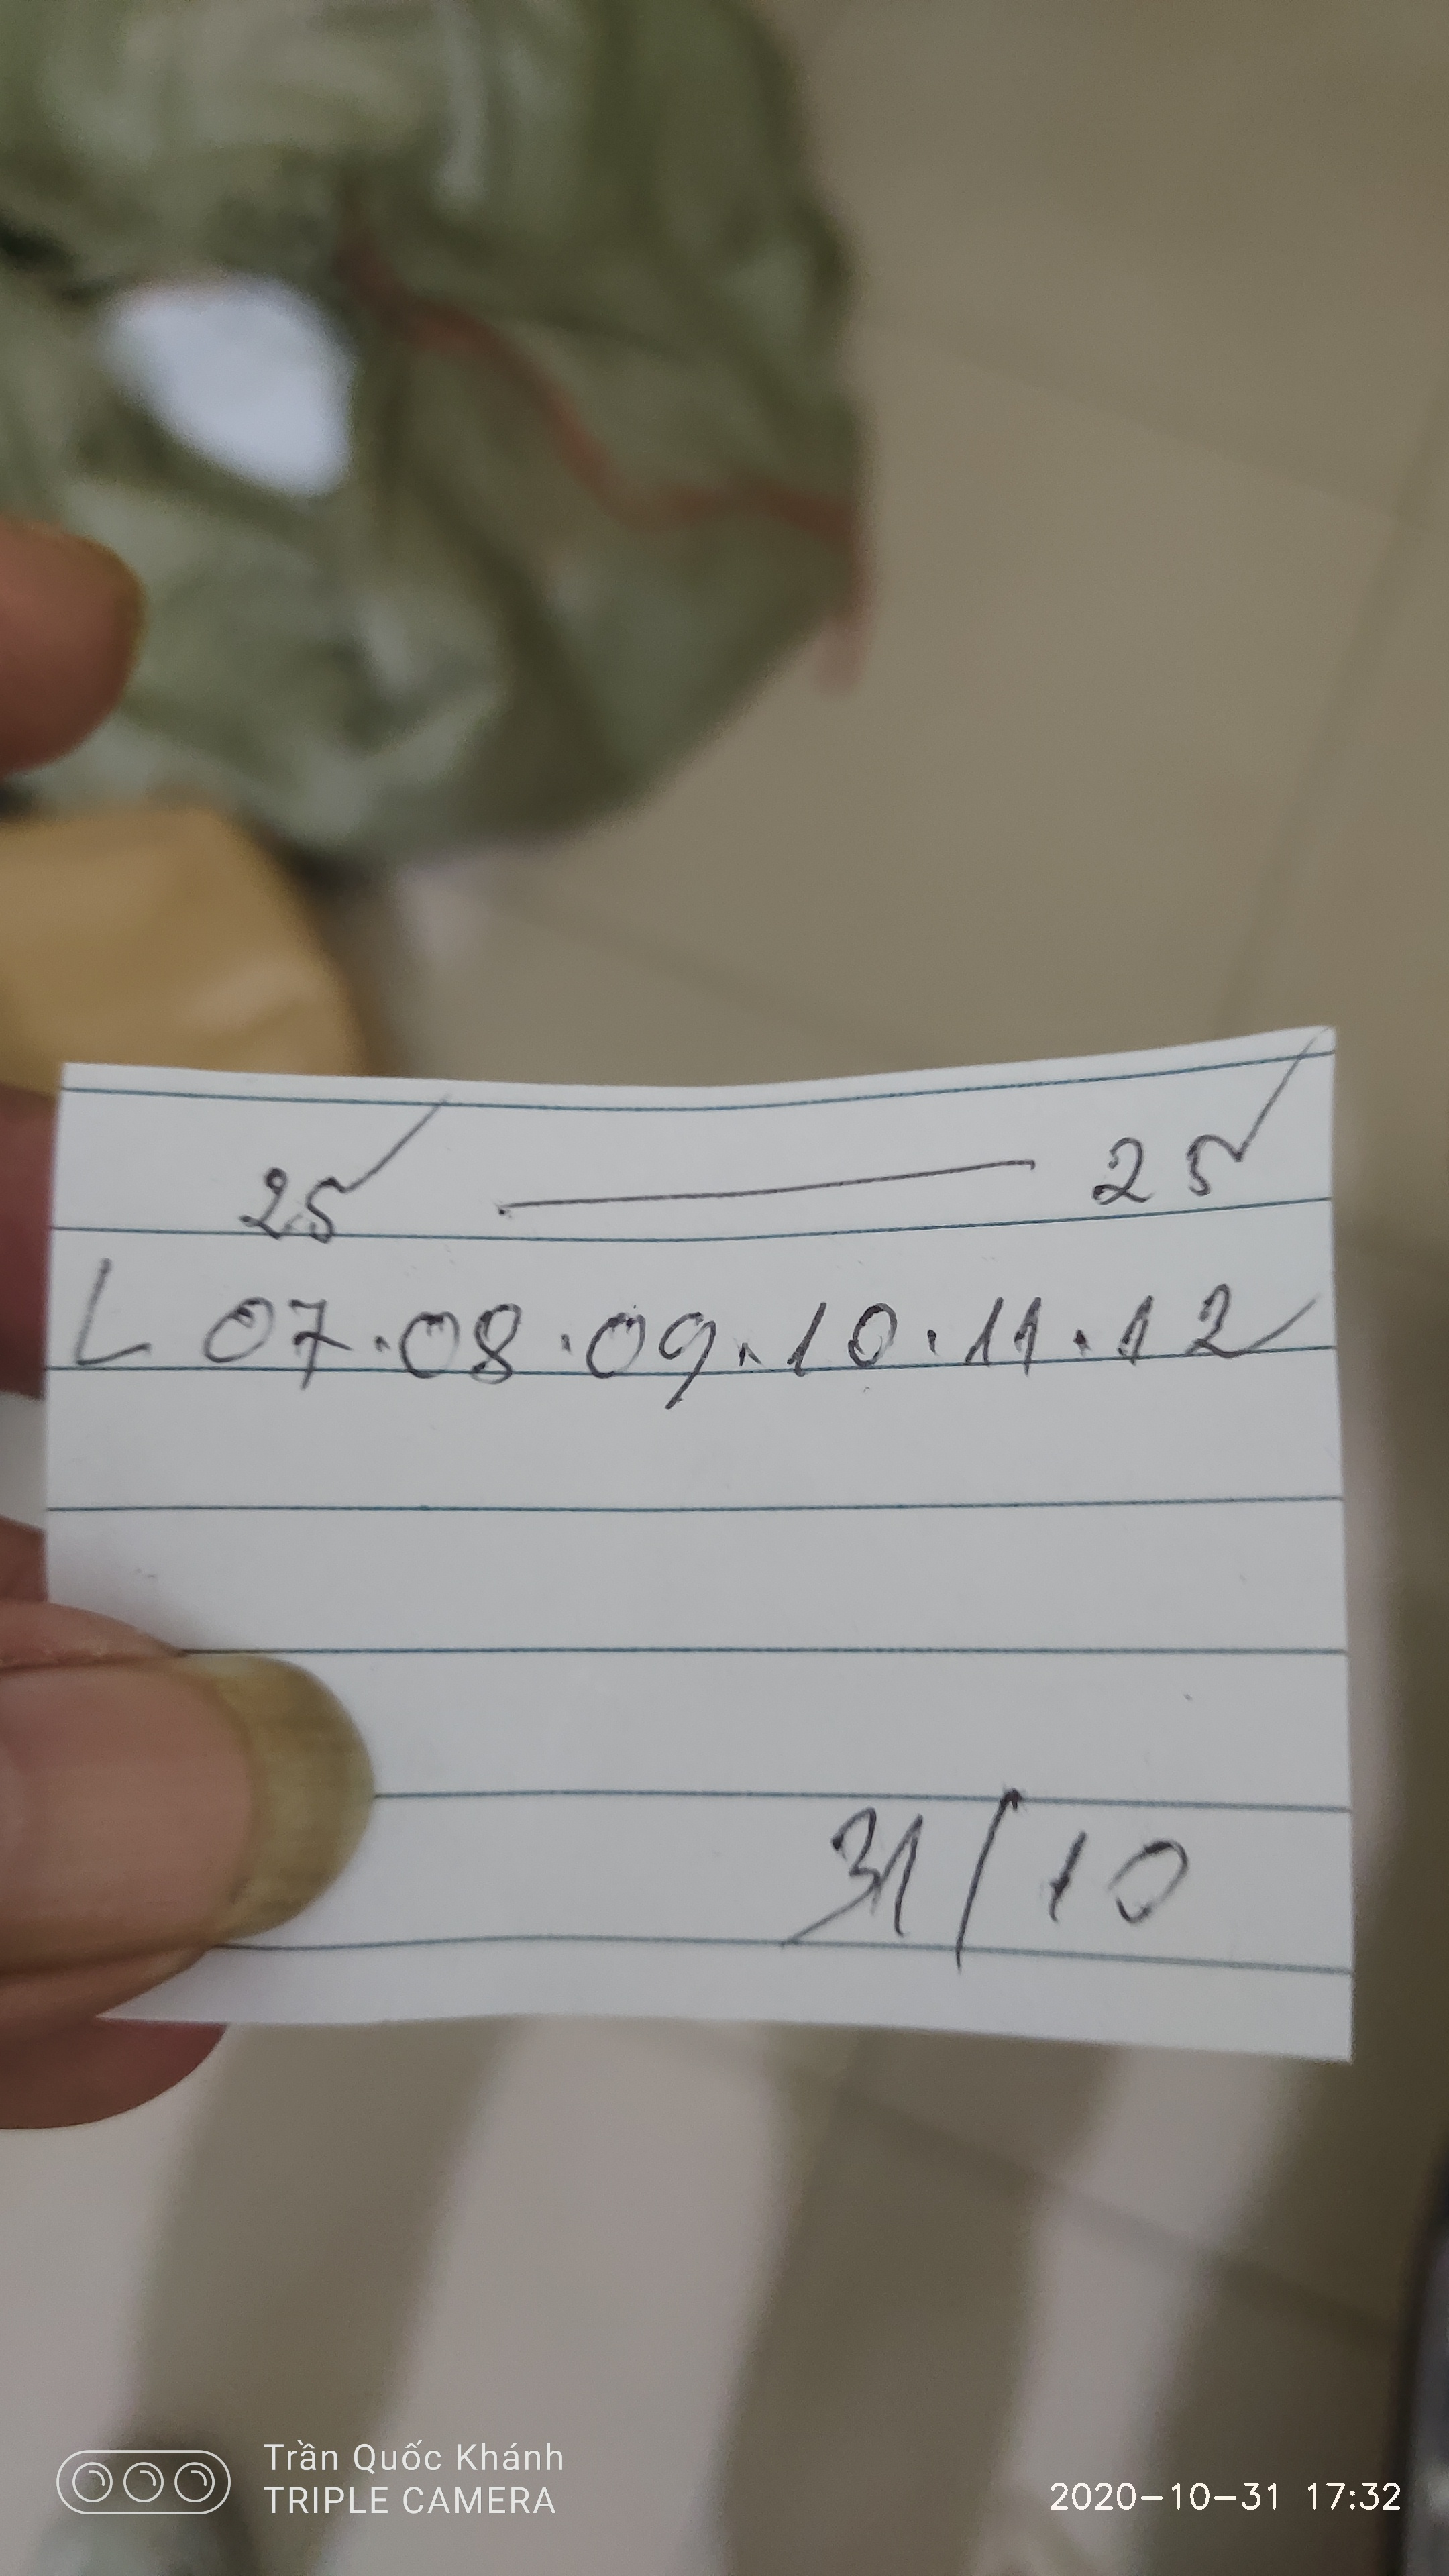 25 — 25
L 07.08.09.10.11.12
31/10
Trần Quốc Khánh
TRIPLE CAMERA
2020-10-31 17:32